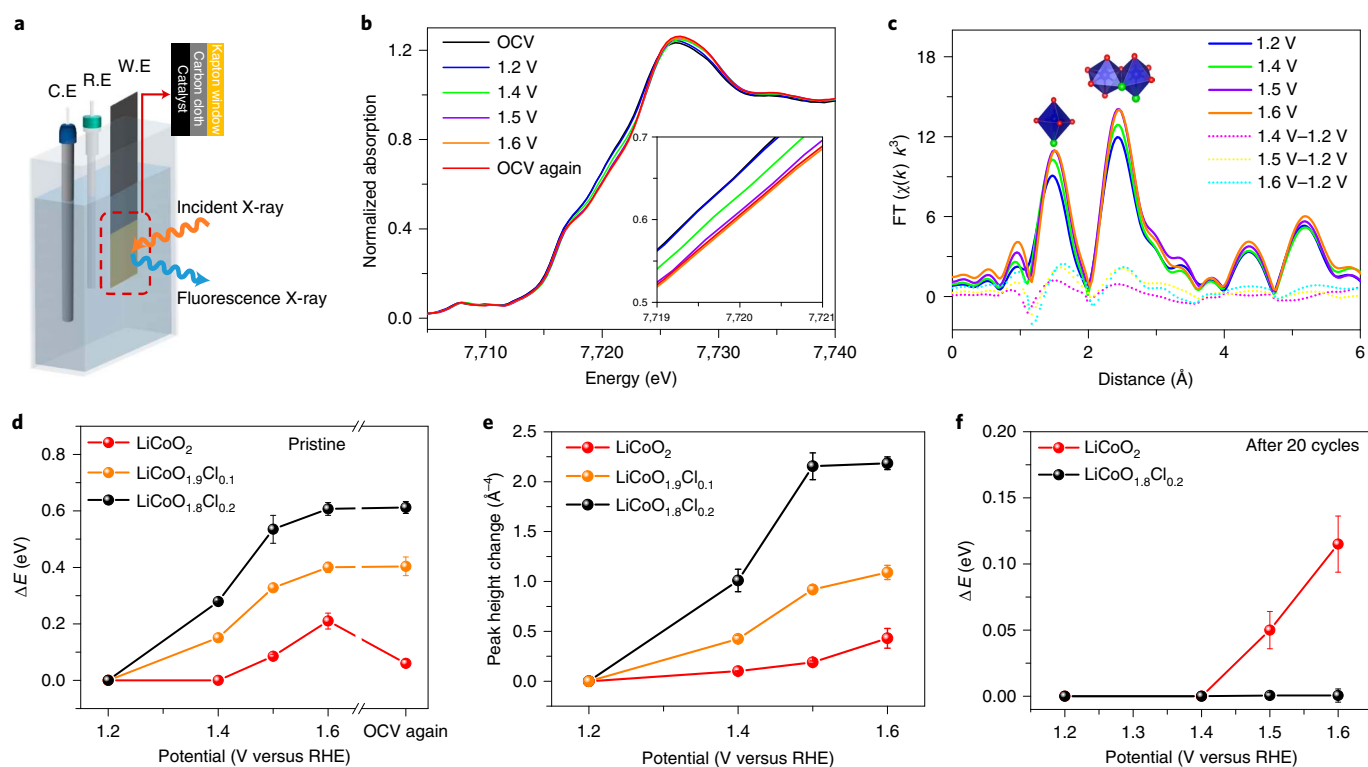 a
C.E
R.E
W.E
Catalyst
Carbon cloth
Kapton window
Incident X-ray
Fluorescence X-ray
b
Normalized absorption
1.2
0.8
0.4
0.0
7,710
7,720
7,730
7,740
Energy (eV)
OCV
1.2 V
1.4 V
1.5 V
1.6 V
OCV again
0.7
0.6
0.5
7,719
7,720
7,721
c
FT (χ(k) k³)
18
14
12
6
0
0
1
2
3
4
5
6
Distance (Å)
1.2 V
1.4 V
1.5 V
1.6 V
1.4 V–1.2 V
1.5 V–1.2 V
1.6 V–1.2 V
d
LiCoO₂
LiCoO₁.₉Cl₀.₁
LiCoO₁.₈Cl₀.₂
Pristine
ΔE (eV)
0.8
0.6
0.4
0.2
0.0
1.2
1.4
1.6
OCV again
Potential (V versus RHE)
e
LiCoO₂
LiCoO₁.₉Cl₀.₁
LiCoO₁.₈Cl₀.₂
Peak height change (Å⁻⁴)
2.5
2.0
1.5
1.0
0.5
0
1.2
1.4
1.6
Potential (V versus RHE)
f
LiCoO₂
LiCoO₁.₈Cl₀.₂
After 20 cycles
ΔE (eV)
0.20
0.15
0.10
0.05
0.00
1.2
1.3
1.4
1.5
1.6
Potential (V versus RHE)